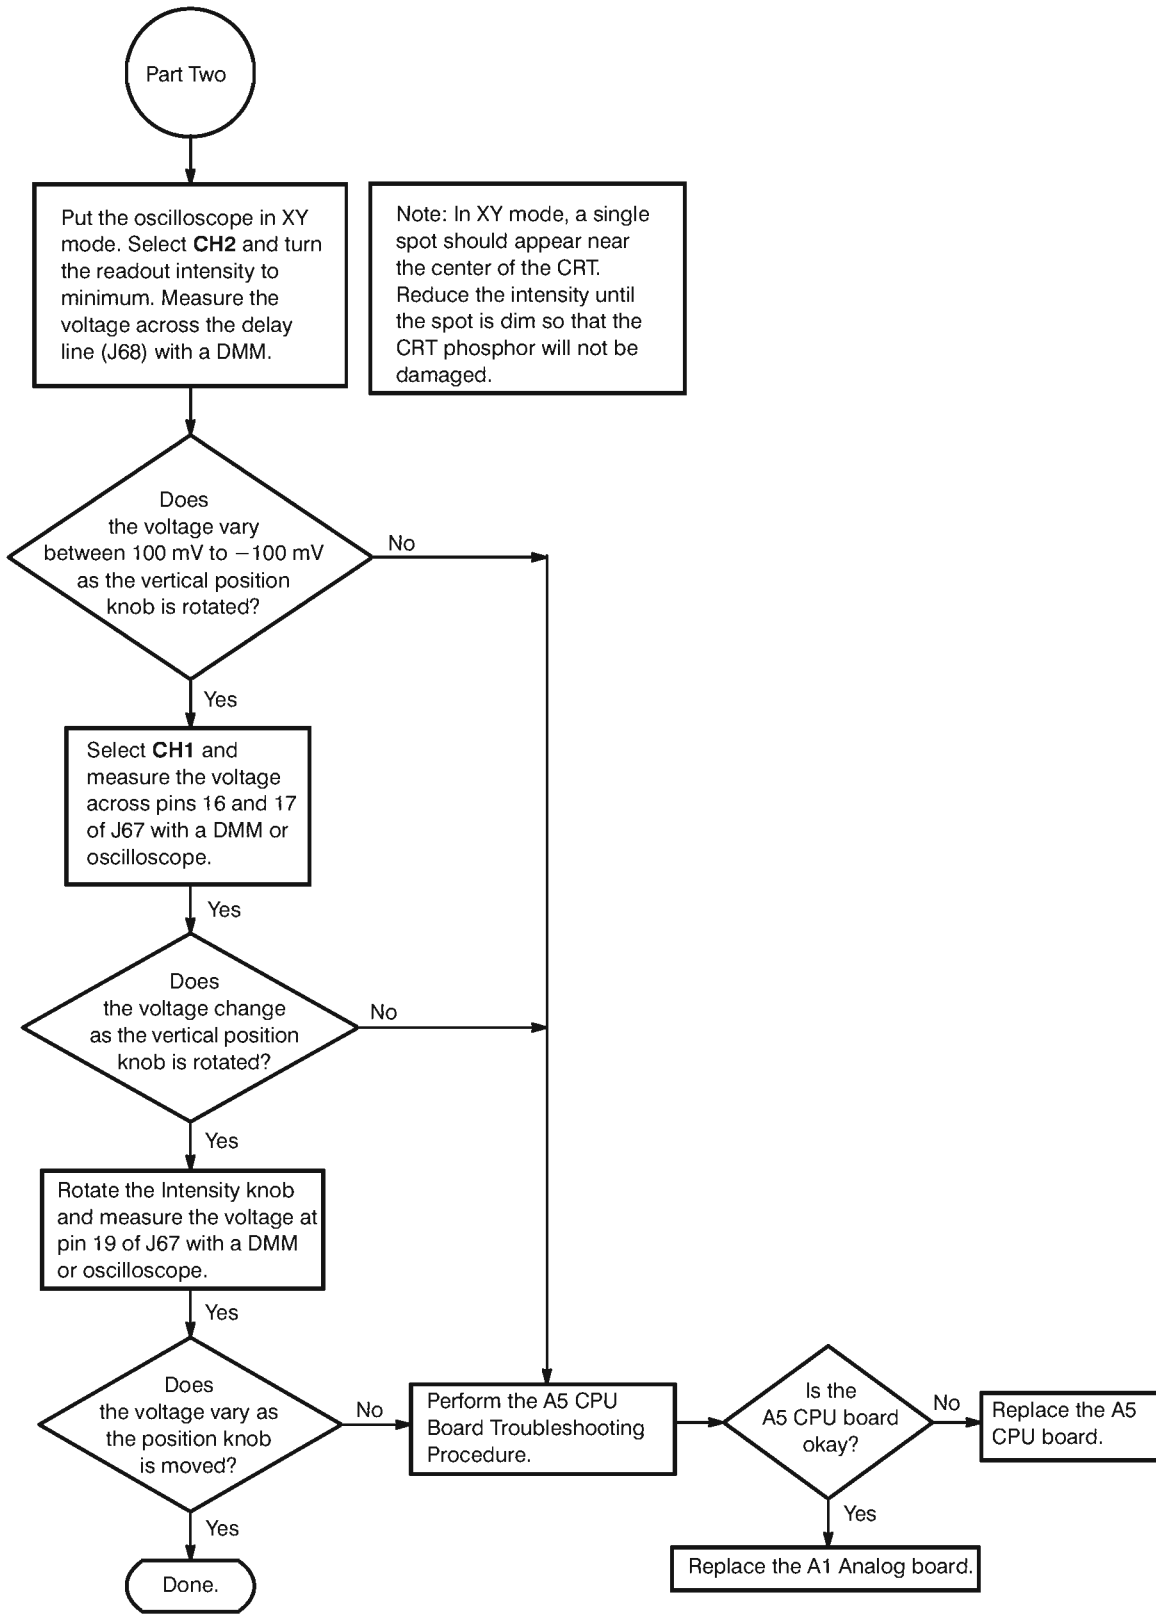 Part Two
Put the oscilloscope in XY
mode. Select CH2 and turn
the readout intensity to
minimum. Measure the
voltage across the delay
line (J68) with a DMM.
Note: In XY mode, a single
spot should appear near
the center of the CRT.
Reduce the intensity until
the spot is dim so that the
CRT phosphor will not be
damaged.
Does
the voltage vary
between 100 mV to −100 mV
as the vertical position
knob is rotated?
No
Yes
Select CH1 and
measure the voltage
across pins 16 and 17
of J67 with a DMM or
oscilloscope.
Yes
Does
the voltage change
as the vertical position
knob is rotated?
No
Yes
Rotate the Intensity knob
and measure the voltage at
pin 19 of J67 with a DMM
or oscilloscope.
Yes
Does
the voltage vary as
the position knob
is moved?
No
Perform the A5 CPU
Board Troubleshooting
Procedure.
Is the
A5 CPU board
okay?
No
Replace the A5
CPU board.
Yes
Yes
Done.
Replace the A1 Analog board.